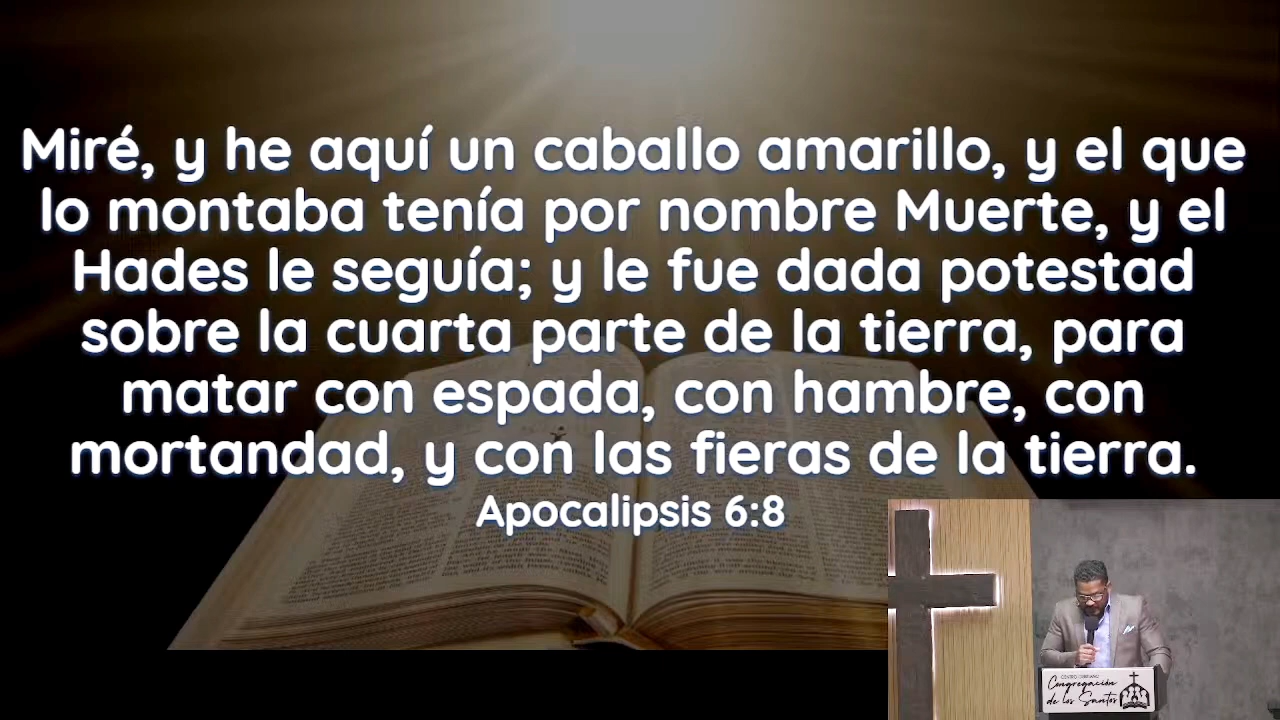 Miré, y he aquí un caballo amarillo, y el que
lo montaba tenía por nombre Muerte, y el
Hades le seguía; y le fue dada potestad
sobre la cuarta parte de la tierra, para
matar con espada, con hambre, con
mortandad, y con las fieras de la tierra.
Apocalipsis 6:8
CENTRO CRISTIANO
Congregación
de los Santos